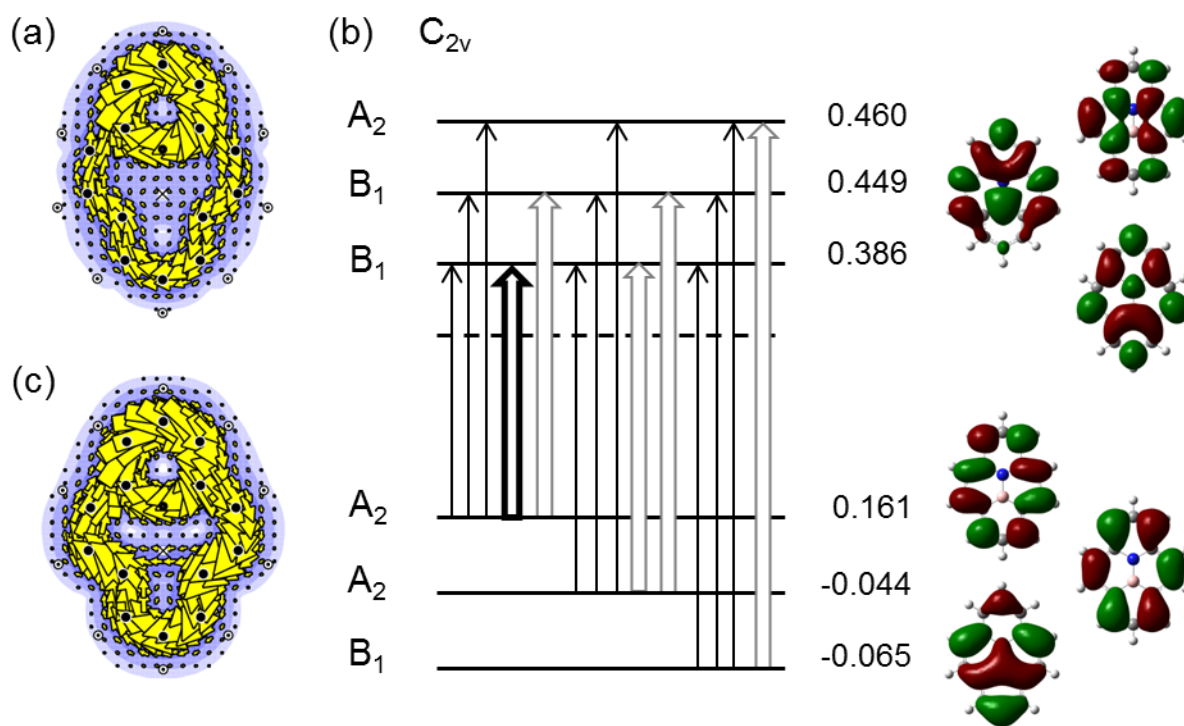 (a)
(b) C2v
A2 0.460
B1 0.449
B1 0.386
(c)
A2 0.161
A2 -0.044
B1 -0.065